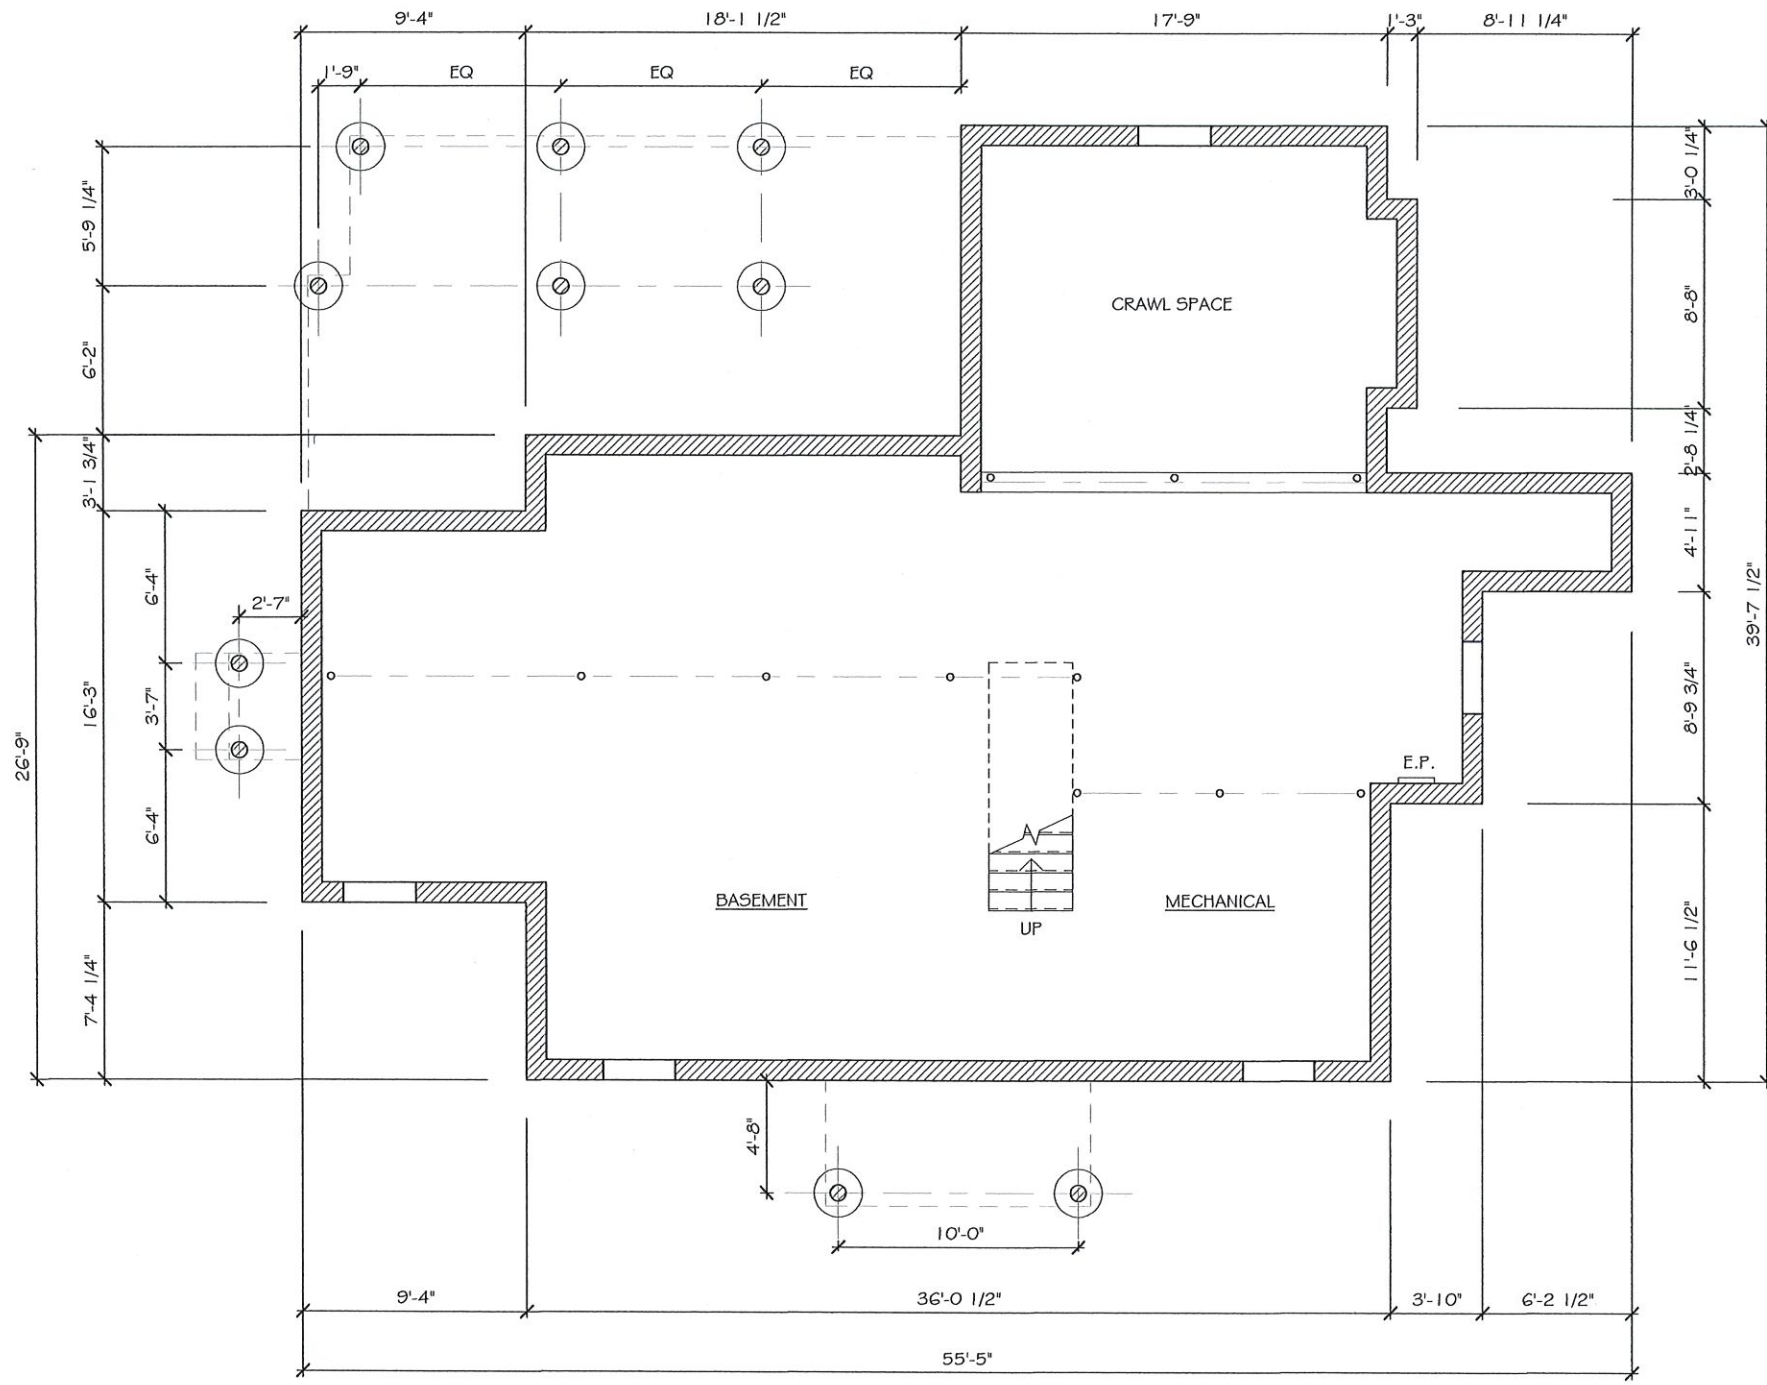 9'-4" 18'-1 1/2" 17'-9" 1'-3" 8'-11 1/4"
1'-9" EQ EQ EQ
5'-9 1/4"
3'-0 1/4"
CRAWL SPACE
8'-8"
6'-2"
3'-1 3/4"
2'-8 1/4"
4'-11"
6'-4"
2'-7"
39'-7 1/2"
16'-3"
3'-7"
8'-9 3/4"
26'-9"
E.P.
6'-4"
BASEMENT
MECHANICAL
UP
11'-6 1/2"
7'-4 1/4"
4'-8"
10'-0"
9'-4" 36'-0 1/2" 3'-10" 6'-2 1/2"
55'-5"